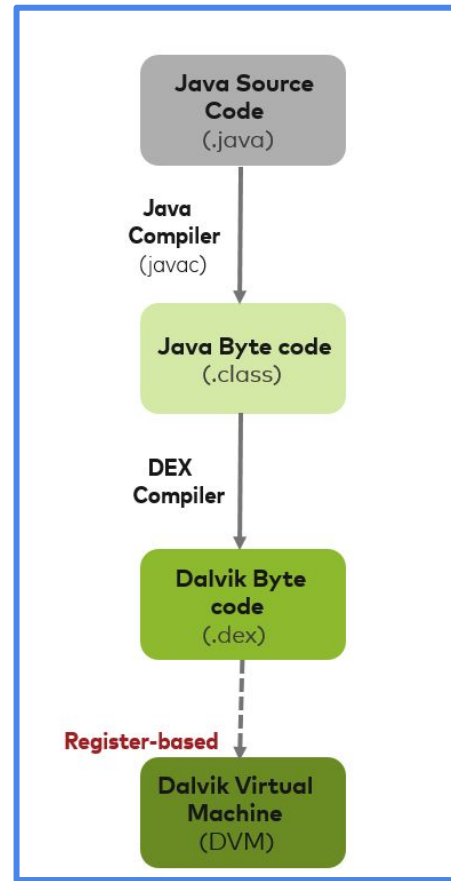 Java Source
Code
(.java)
Java
Compiler
(javac)
Java Byte code
(.class)
DEX
Compiler
Dalvik Byte
code
(.dex)
Register-based
Dalvik Virtual
Machine
(DVM)